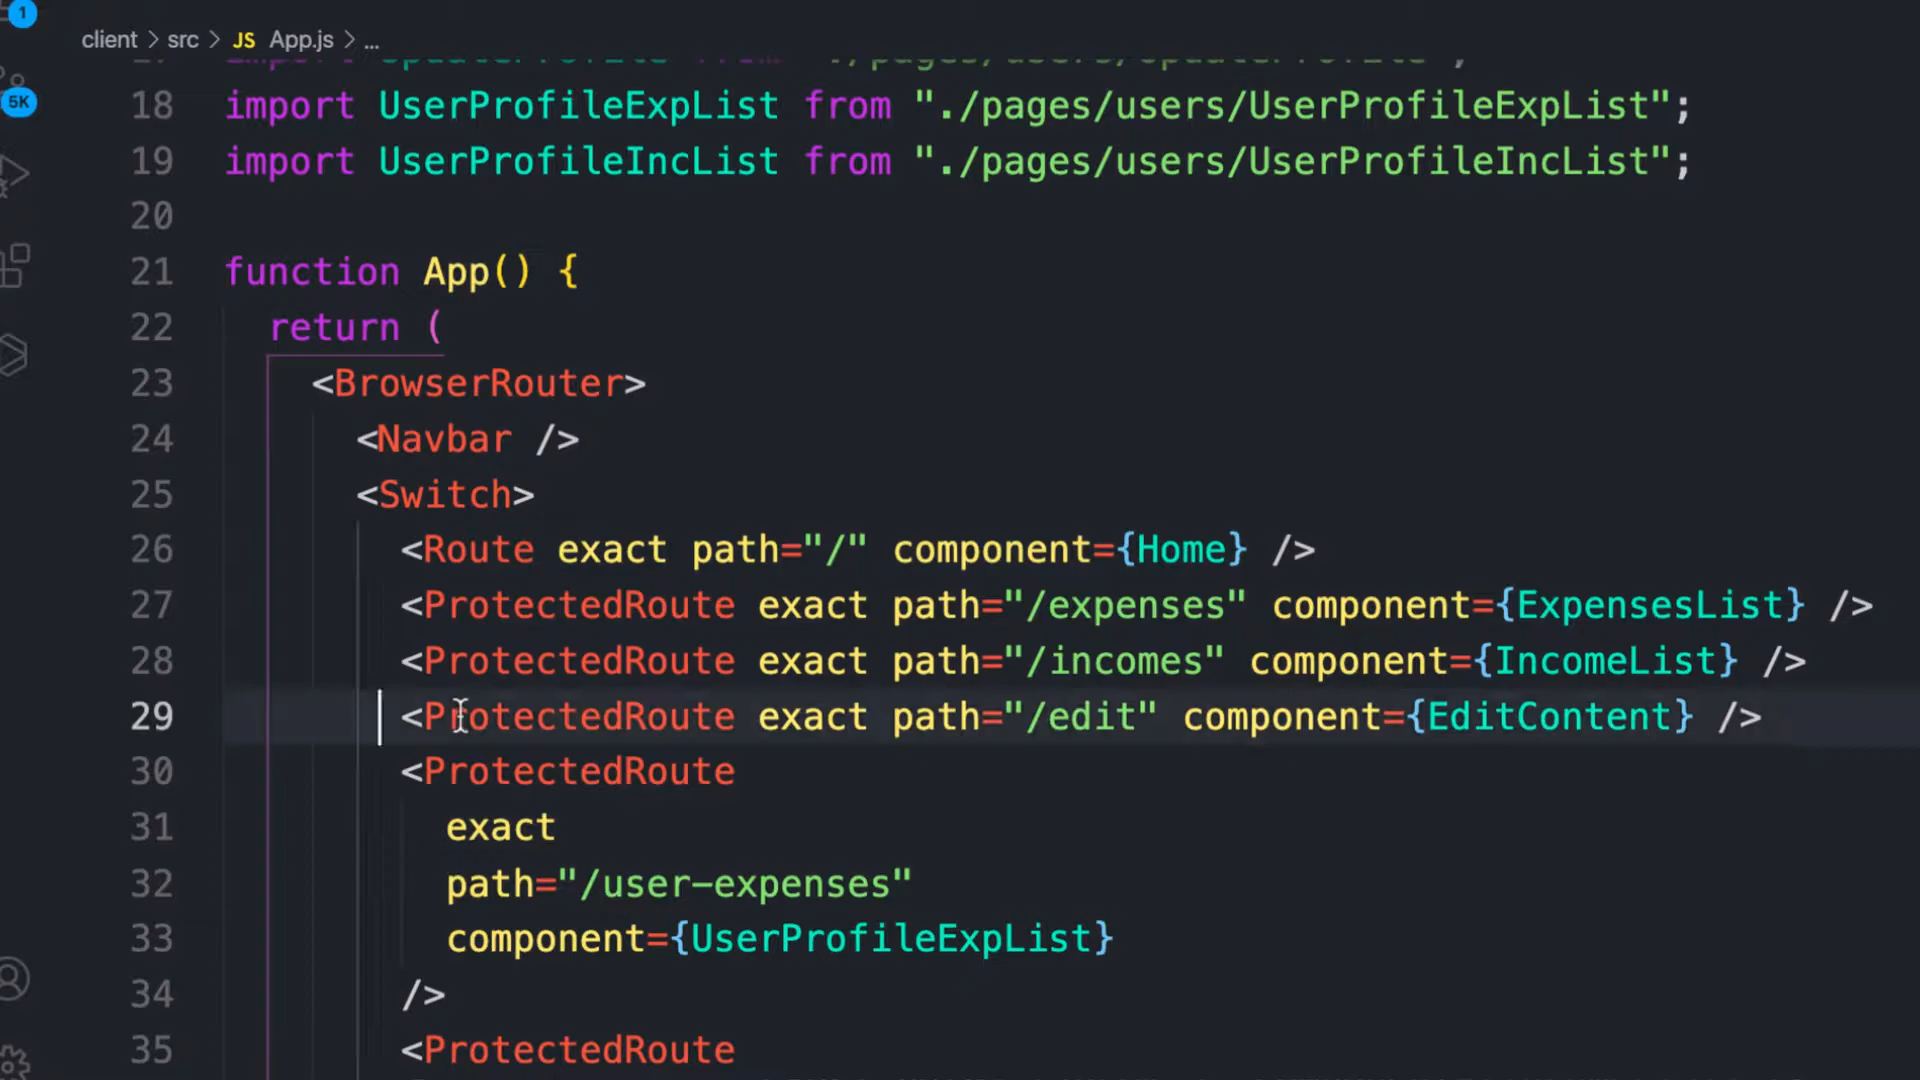 1
client > src > JS App.js > ...
5K
18 import UserProfileExpList from "./pages/users/UserProfileExpList";
19 import UserProfileIncList from "./pages/users/UserProfileIncList";
20
21 function App() {
22 return (
23 <BrowserRouter>
24 <Navbar />
25 <Switch>
26 <Route exact path="/" component={Home} />
27 <ProtectedRoute exact path="/expenses" component={ExpensesList} />
28 <ProtectedRoute exact path="/incomes" component={IncomeList} />
29 <ProtectedRoute exact path="/edit" component={EditContent} />
30 <ProtectedRoute
31 exact
32 path="/user-expenses"
33 component={UserProfileExpList}
34 />
35 <ProtectedRoute